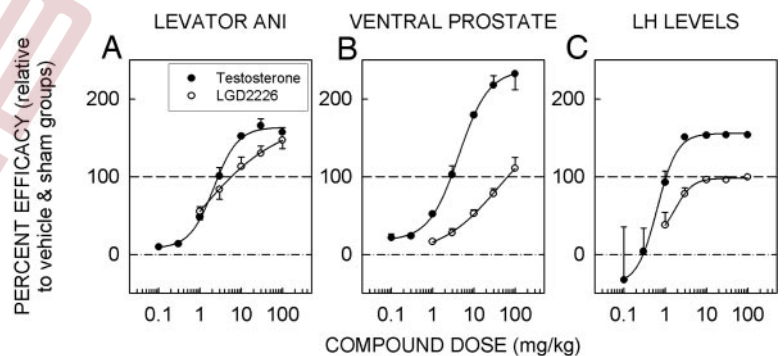 LEVATOR ANI
VENTRAL PROSTATE
LH LEVELS
A
B
C
Testosterone
LGD2226
PERCENT EFFICACY (relative
to vehicle & sham groups)
200
100
0
200
100
0
200
100
0
0.1 1 10 100
0.1 1 10 100
0.1 1 10 100
COMPOUND DOSE (mg/kg)